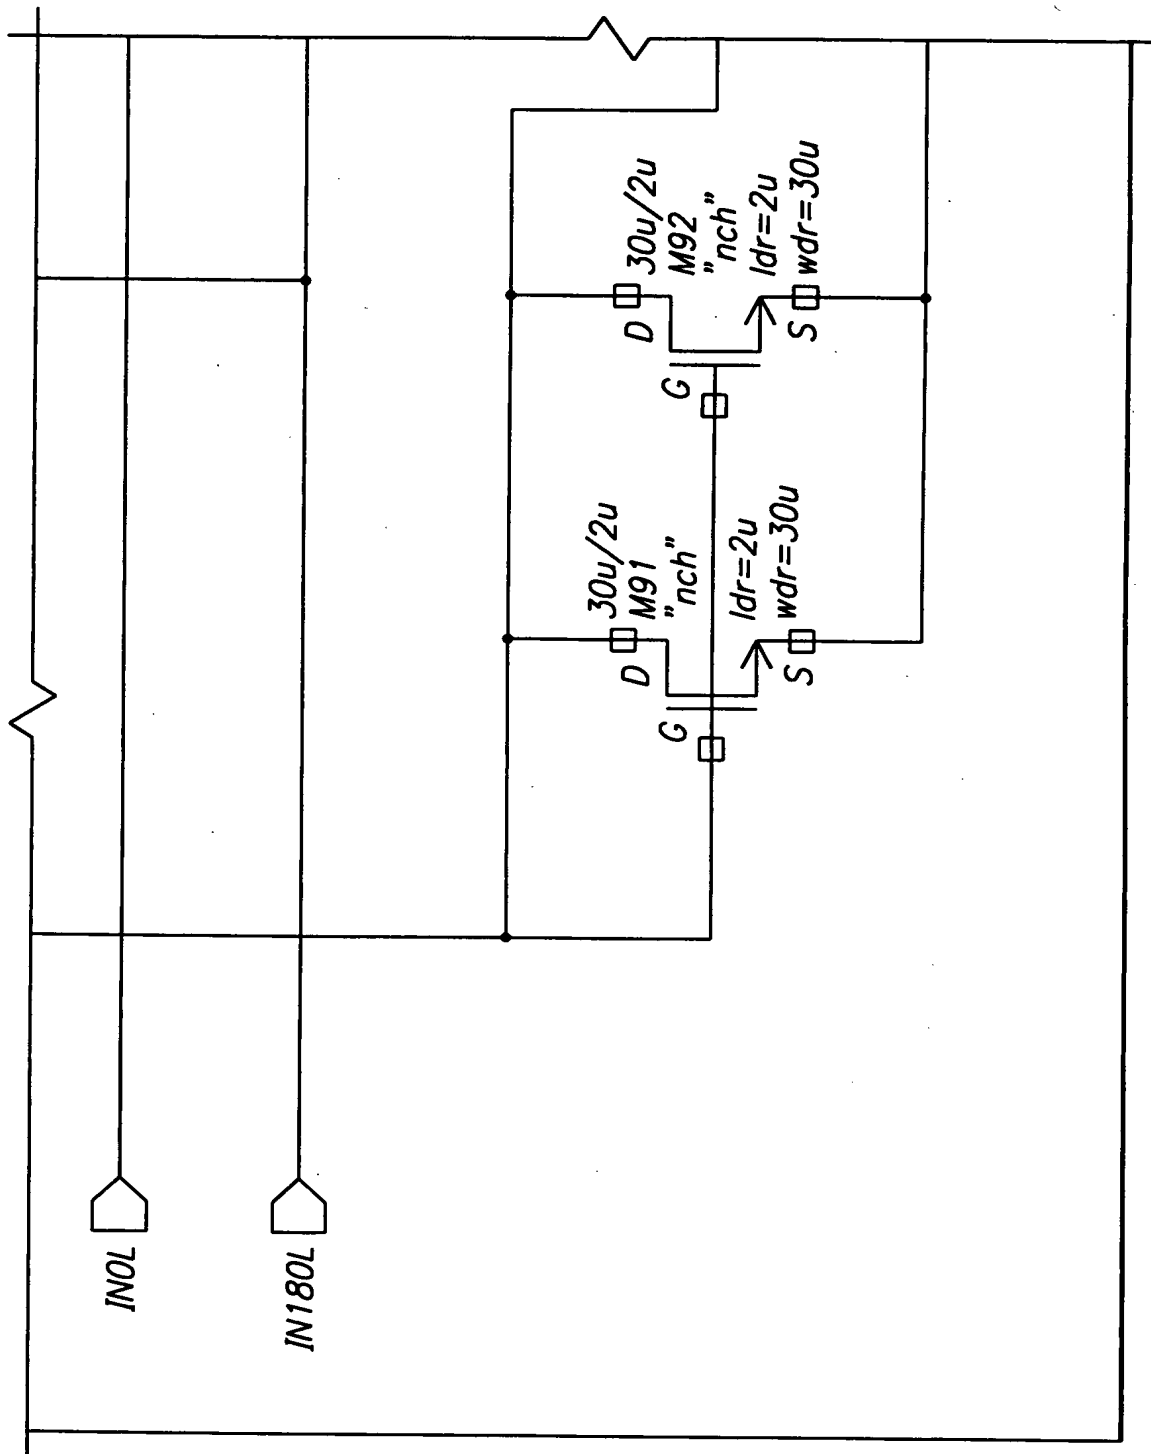 IN0L
IN180L
30u/2u
M91
"nch"
ldr=2u
wdr=30u
D
G
S
30u/2u
M92
"nch"
ldr=2u
wdr=30u
D
G
S